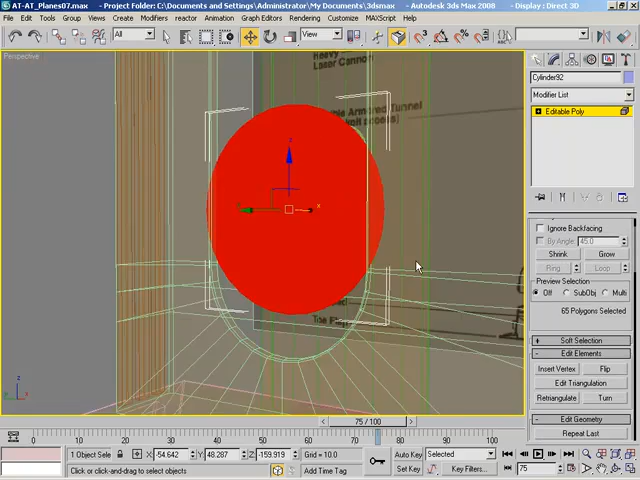 AT-AT_Planes07.max - Project Folder: C:\Documents and Settings\Administrator\My Documents\3dsmax - Autodesk 3ds Max 2008 - Display : Direct 3D
File Edit Tools Group Views Create Modifiers reactor Animation Graph Editors Rendering Customize MAXScript Help
All View
Perspective
Laser Cannon
Armored Tunnel
Cylinder92
Modifier List
Editable Poly
Ignore Backfacing
By Angle: 45.0
Shrink Grow
Ring Loop
Preview Selection
Off SubObj Multi
65 Polygons Selected
Soft Selection
Edit Elements
Insert Vertex Flip
Edit Triangulation
Retriangulate Turn
Edit Geometry
Repeat Last
z
x
75 / 100
0 10 20 30 40 50 60 70 80 90 100
1 Object Selec X: -54.642 Y: 48.287 Z: -159.919 Grid = 10.0 Auto Key Selected
Click or click-and-drag to select objects Add Time Tag Set Key Key Filters... 75